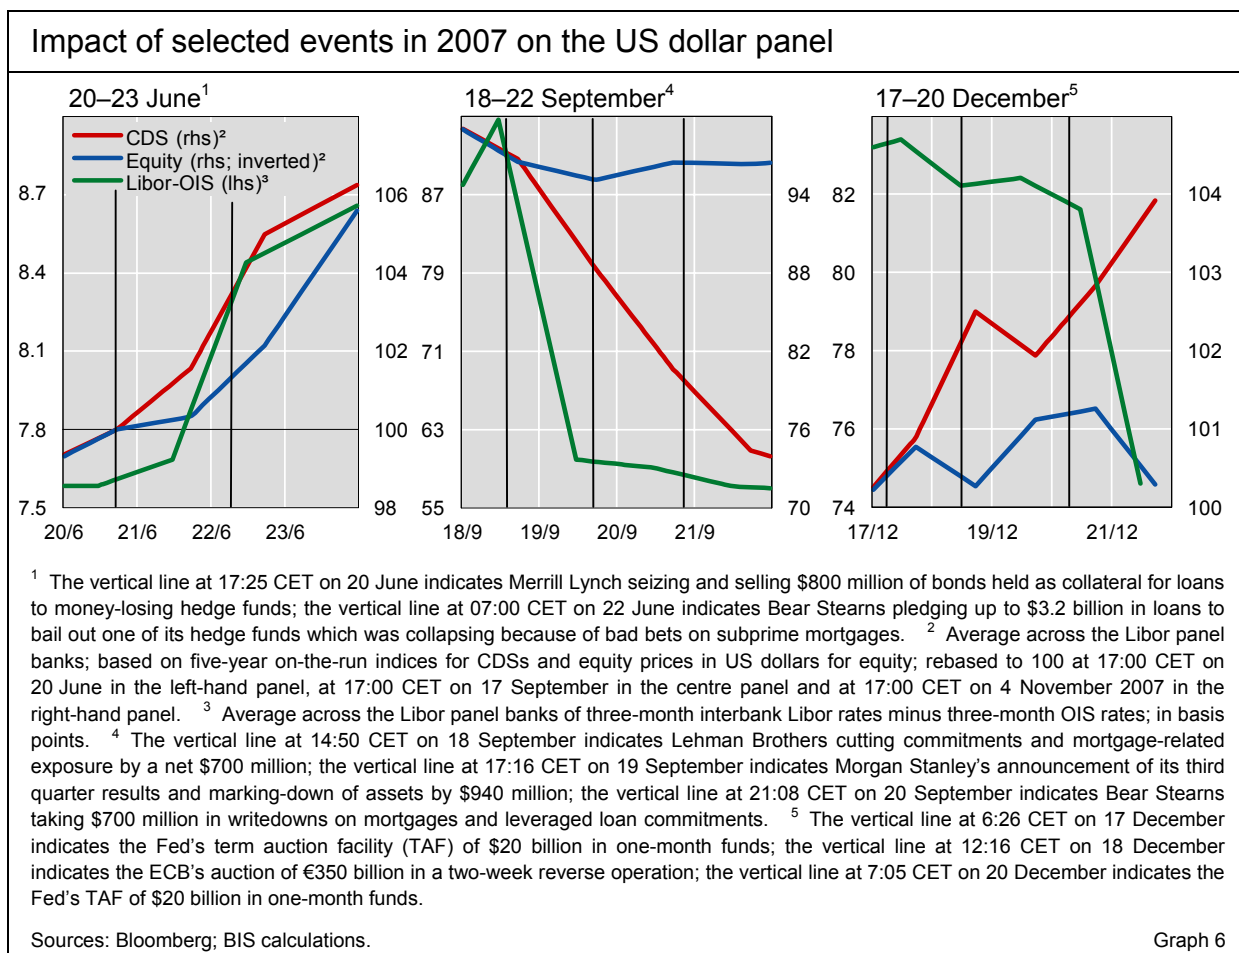 Impact of selected events in 2007 on the US dollar panel
20–23 June¹
CDS (rhs)²
Equity (rhs; inverted)²
Libor-OIS (lhs)³
8.7
8.4
8.1
7.8
7.5
106
104
102
100
98
20/6 21/6 22/6 23/6
18–22 September⁴
87
79
71
63
55
94
88
82
76
70
18/9 19/9 20/9 21/9
17–20 December⁵
82
80
78
76
74
104
103
102
101
100
17/12 19/12 21/12
¹ The vertical line at 17:25 CET on 20 June indicates Merrill Lynch seizing and selling $800 million of bonds held as collateral for loans
to money-losing hedge funds; the vertical line at 07:00 CET on 22 June indicates Bear Stearns pledging up to $3.2 billion in loans to
bail out one of its hedge funds which was collapsing because of bad bets on subprime mortgages. ² Average across the Libor panel
banks; based on five-year on-the-run indices for CDSs and equity prices in US dollars for equity; rebased to 100 at 17:00 CET on
20 June in the left-hand panel, at 17:00 CET on 17 September in the centre panel and at 17:00 CET on 4 November 2007 in the
right-hand panel. ³ Average across the Libor panel banks of three-month interbank Libor rates minus three-month OIS rates; in basis
points. ⁴ The vertical line at 14:50 CET on 18 September indicates Lehman Brothers cutting commitments and mortgage-related
exposure by a net $700 million; the vertical line at 17:16 CET on 19 September indicates Morgan Stanley's announcement of its third
quarter results and marking-down of assets by $940 million; the vertical line at 21:08 CET on 20 September indicates Bear Stearns
taking $700 million in writedowns on mortgages and leveraged loan commitments. ⁵ The vertical line at 6:26 CET on 17 December
indicates the Fed's term auction facility (TAF) of $20 billion in one-month funds; the vertical line at 12:16 CET on 18 December
indicates the ECB's auction of €350 billion in a two-week reverse operation; the vertical line at 7:05 CET on 20 December indicates the
Fed's TAF of $20 billion in one-month funds.
Sources: Bloomberg; BIS calculations. Graph 6